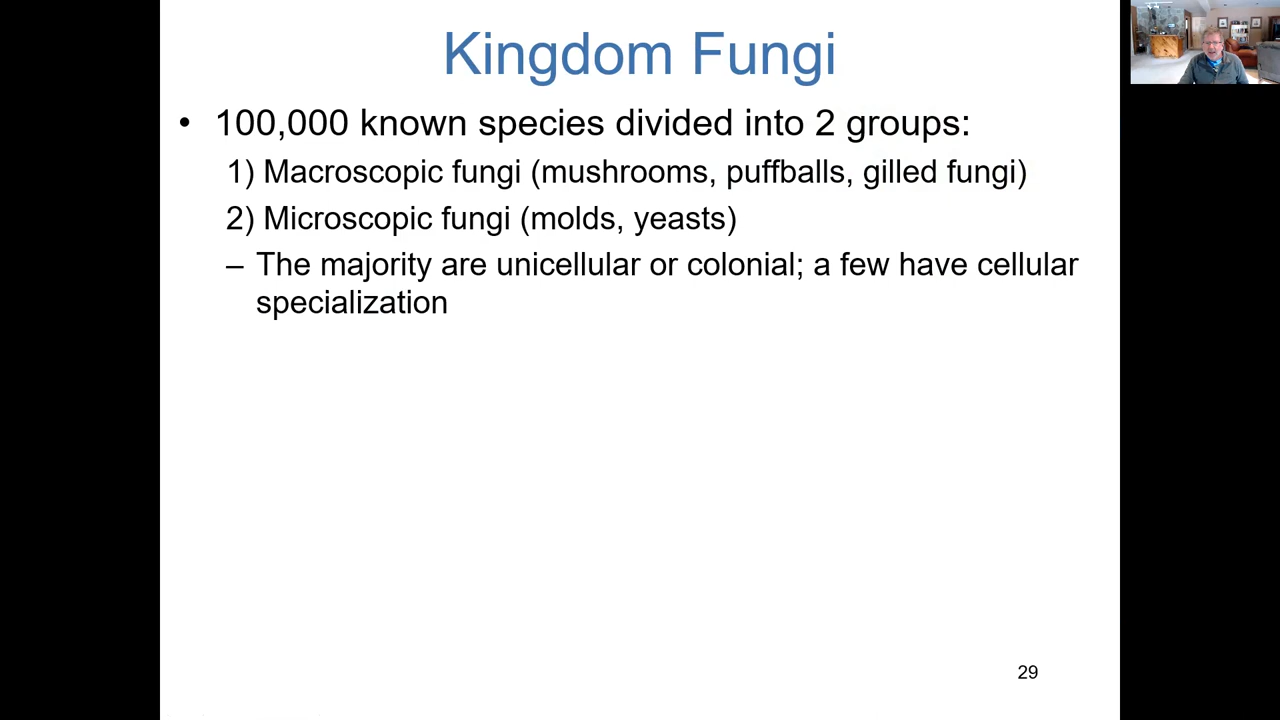 Kingdom Fungi
• 100,000 known species divided into 2 groups:
1) Macroscopic fungi (mushrooms, puffballs, gilled fungi)
2) Microscopic fungi (molds, yeasts)
– The majority are unicellular or colonial; a few have cellular
specialization
29